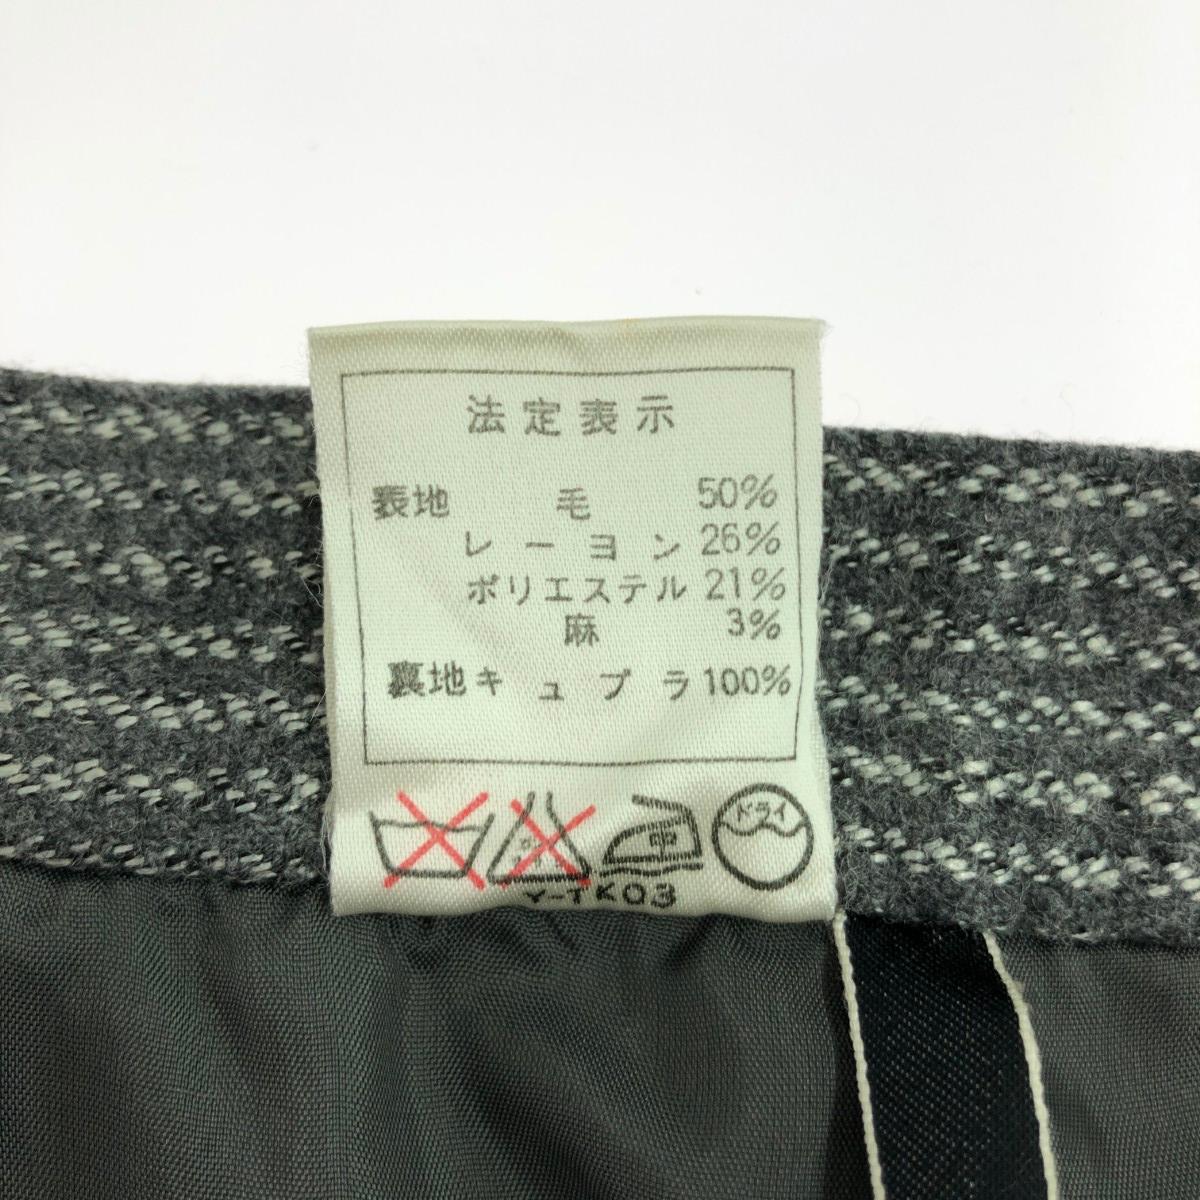 法定表示
表地 毛 50%
レーヨン 26%
ポリエステル 21%
麻 3%
裏地 キュプラ 100%
中 ドライ
Y-TK03